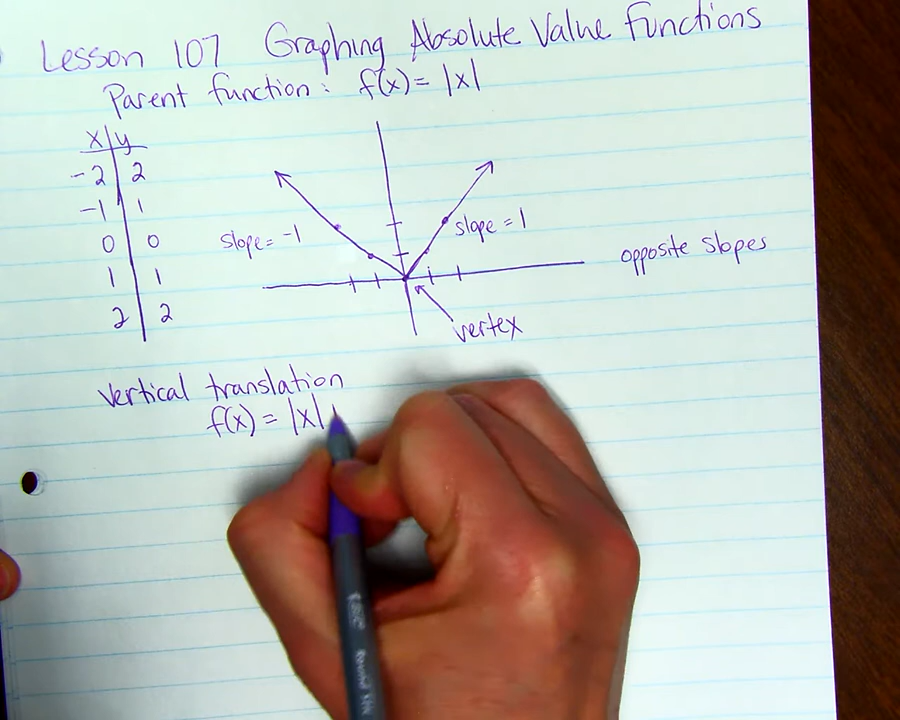 Lesson 107 Graphing Absolute Value Functions
Parent function: f(x) = |x|
x | y
-2 | 2
-1 | 1
0 | 0
1 | 1
2 | 2
slope = -1
slope = 1
opposite slopes
vertex
Vertical translation
f(x) = |x|